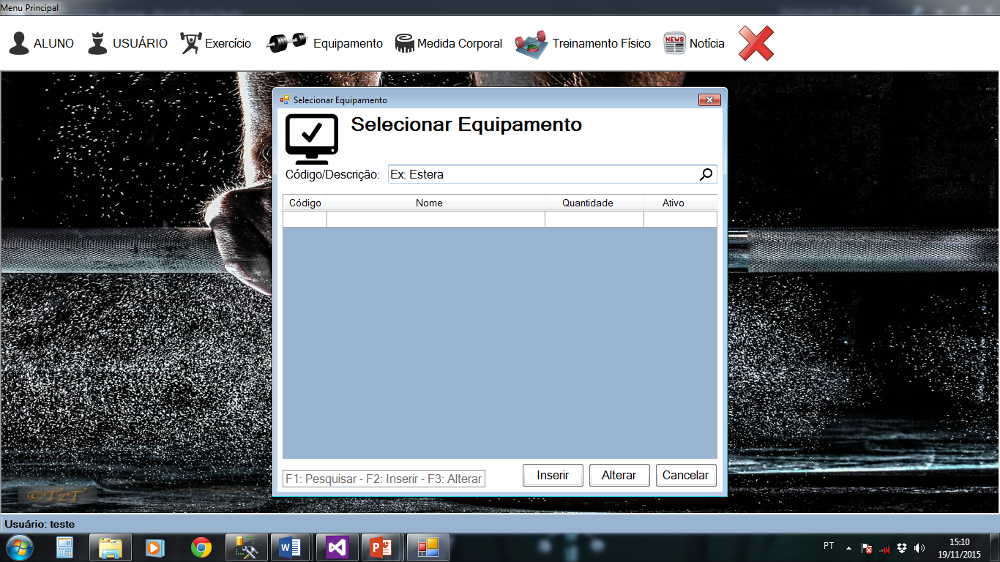 Menu Principal
ALUNO USUÁRIO Exercício Equipamento Medida Corporal Treinamento Físico NEWS Notícia
Selecionar Equipamento
Selecionar Equipamento
Código/Descrição: Ex: Estera
Código Nome Quantidade Ativo
F1: Pesquisar - F2: Inserir - F3: Alterar Inserir Alterar Cancelar
©TzT
Usuário: teste
PT 15:10
19/11/2015